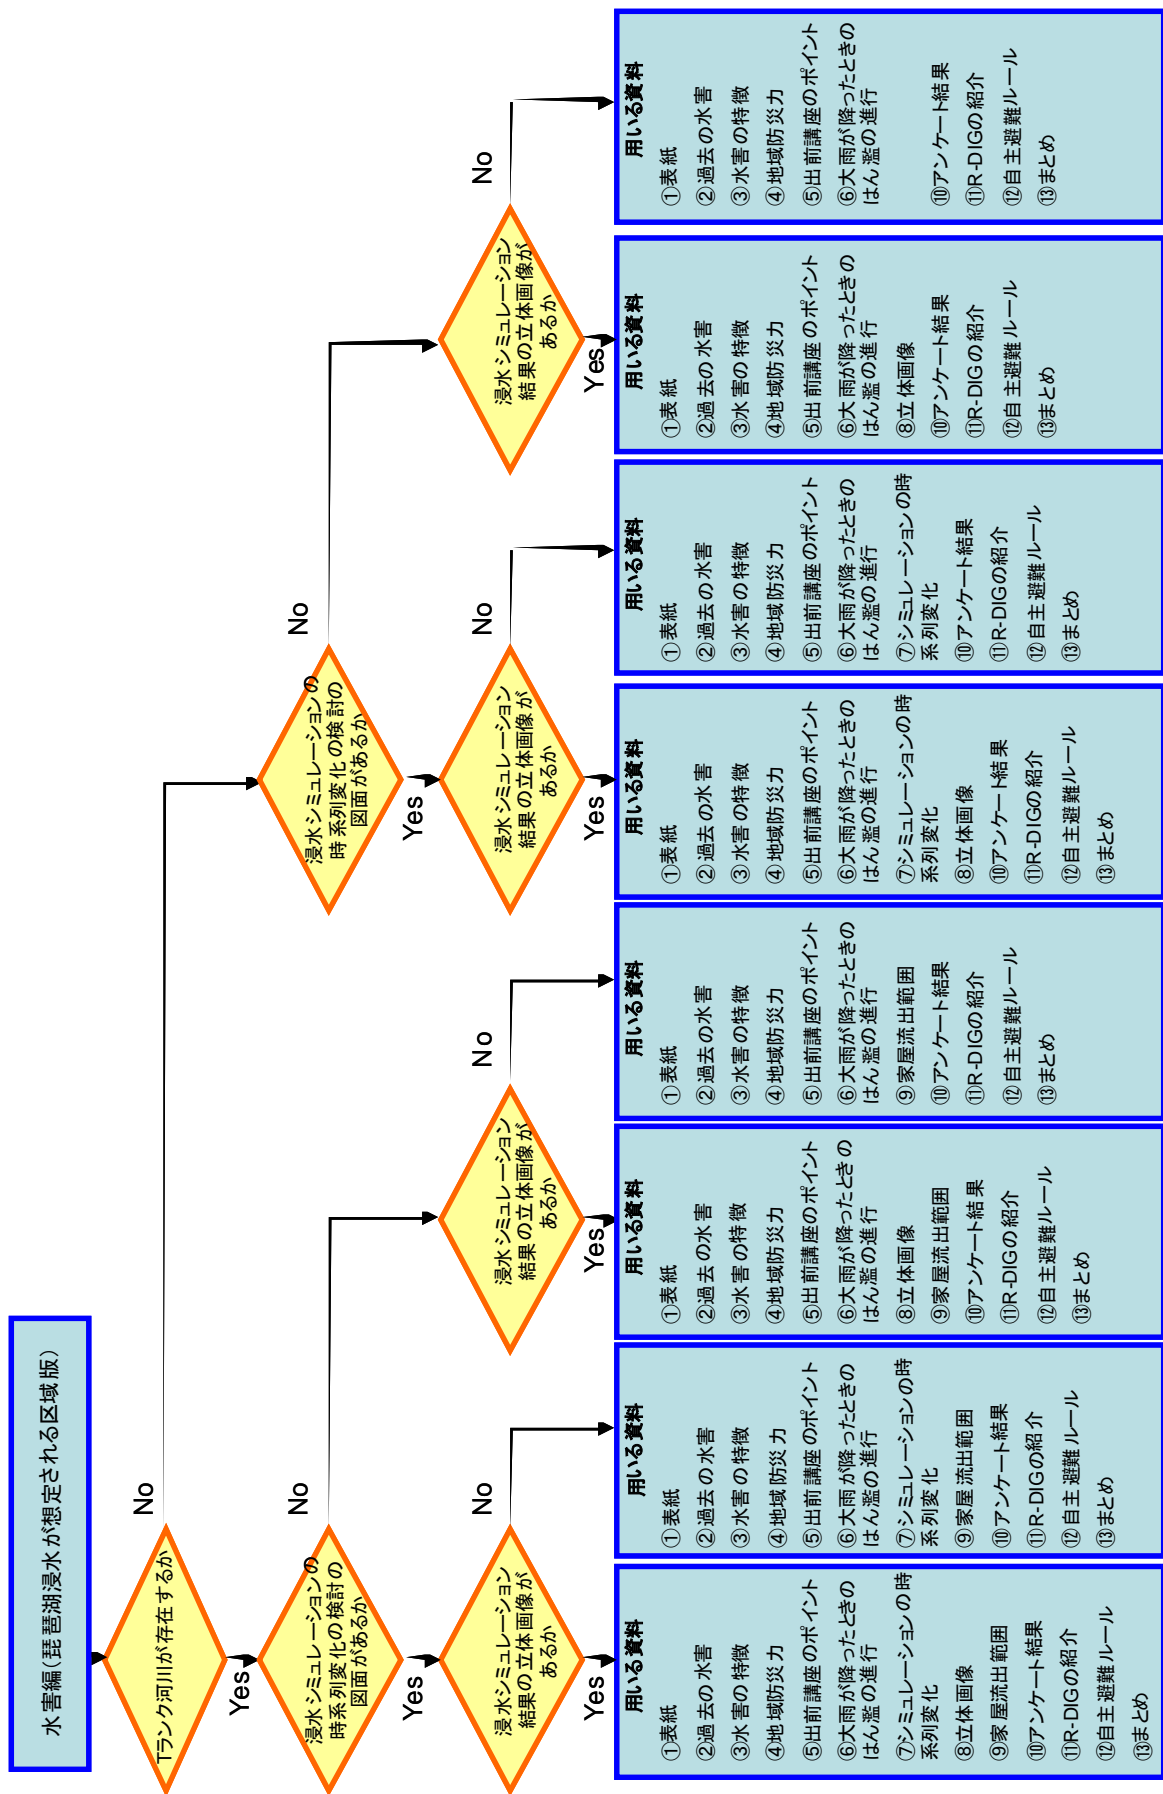 水害編(琵琶湖浸水が想定される区域版)
Tランク河川が存在するか
Yes
No
浸水シミュレーションの
時系列変化の検討の
図面があるか
Yes
No
浸水シミュレーションの
時系列変化の検討の
図面があるか
Yes
No
浸水シミュレーション
結果の立体画像が
あるか
Yes
No
浸水シミュレーション
結果の立体画像が
あるか
Yes
No
浸水シミュレーション
結果の立体画像が
あるか
Yes
No
浸水シミュレーション
結果の立体画像が
あるか
Yes
No
用いる資料
①表紙
②過去の水害
③水害の特徴
④地域防災力
⑤出前講座のポイント
⑥大雨が降ったときの
はん濫の進行
⑦シミュレーションの時
系列変化
⑧立体画像
⑨家屋流出範囲
⑩アンケート結果
⑪R-DIGの紹介
⑫自主避難ルール
⑬まとめ
用いる資料
①表紙
②過去の水害
③水害の特徴
④地域防災力
⑤出前講座のポイント
⑥大雨が降ったときの
はん濫の進行
⑦シミュレーションの時
系列変化
⑨家屋流出範囲
⑩アンケート結果
⑪R-DIGの紹介
⑫自主避難ルール
⑬まとめ
用いる資料
①表紙
②過去の水害
③水害の特徴
④地域防災力
⑤出前講座のポイント
⑥大雨が降ったときの
はん濫の進行
⑧立体画像
⑨家屋流出範囲
⑩アンケート結果
⑪R-DIGの紹介
⑫自主避難ルール
⑬まとめ
用いる資料
①表紙
②過去の水害
③水害の特徴
④地域防災力
⑤出前講座のポイント
⑥大雨が降ったときの
はん濫の進行
⑨家屋流出範囲
⑩アンケート結果
⑪R-DIGの紹介
⑫自主避難ルール
⑬まとめ
用いる資料
①表紙
②過去の水害
③水害の特徴
④地域防災力
⑤出前講座のポイント
⑥大雨が降ったときの
はん濫の進行
⑦シミュレーションの時
系列変化
⑧立体画像
⑩アンケート結果
⑪R-DIGの紹介
⑫自主避難ルール
⑬まとめ
用いる資料
①表紙
②過去の水害
③水害の特徴
④地域防災力
⑤出前講座のポイント
⑥大雨が降ったときの
はん濫の進行
⑦シミュレーションの時
系列変化
⑩アンケート結果
⑪R-DIGの紹介
⑫自主避難ルール
⑬まとめ
用いる資料
①表紙
②過去の水害
③水害の特徴
④地域防災力
⑤出前講座のポイント
⑥大雨が降ったときの
はん濫の進行
⑧立体画像
⑩アンケート結果
⑪R-DIGの紹介
⑫自主避難ルール
⑬まとめ
用いる資料
①表紙
②過去の水害
③水害の特徴
④地域防災力
⑤出前講座のポイント
⑥大雨が降ったときの
はん濫の進行
⑩アンケート結果
⑪R-DIGの紹介
⑫自主避難ルール
⑬まとめ